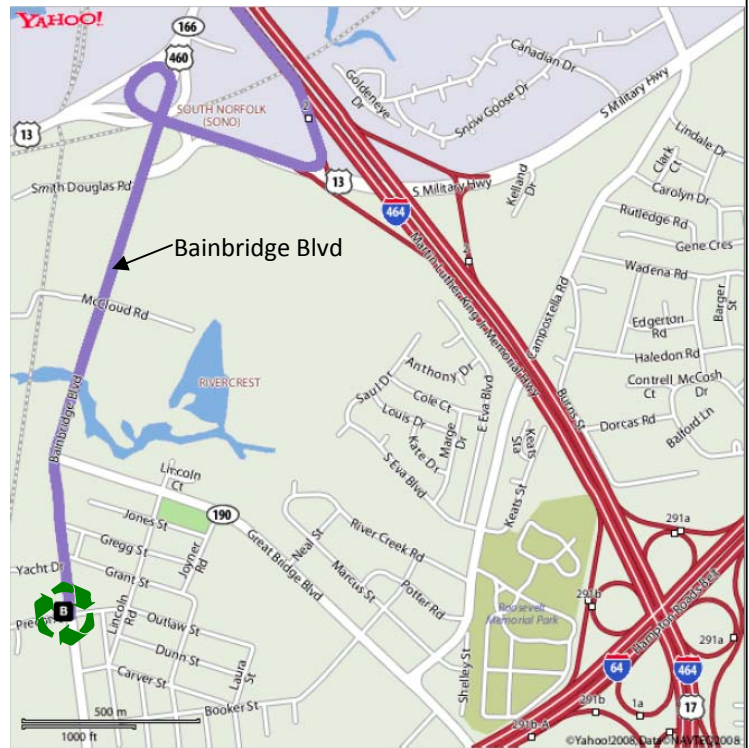 YAHOO!
166
460
Canadian Dr
Goldeneye Dr
Snow Goose Dr
S Military Hwy
SOUTH NORFOLK
(SONO)
2
13
Lindale Dr
Clark Ct
13
Smith Douglas Rd
S Military Hwy
Kelland Dr
Carolyn Dr
464
Rutledge Rd
Gene Cres
Bainbridge Blvd
2
Martin Luther King Jr Memorial Hwy
Campostella Rd
Wadena Rd
Barger St
McCloud Rd
Edgerton Rd
Haledon Rd
Anthony Dr
Saul Dr
RIVERCREST
Cole Ct
E Eva Blvd
Burns St
Contrell Ct
McCosh Dr
Louis Dr
Marge Dr
Kate Dr
Dorcas Rd
Balford Ln
Bainbridge Blvd
Keats Sta
S Eva Blvd
Lincoln Ct
Keats St
Jones St
190
291a
Gregg St
Joyner Rd
Great Bridge Blvd
Neal St
River Creek Rd
Yacht Dr
Grant St
Marcus St
Potter Rd
291b
Hampton Roads Belt
B
Lincoln Rd
Outlaw St
Roosevelt
Memorial Park
291a
Dunn St
Laura St
Shelley St
64
464
Carver St
500 m
Booker St
291b
1a
17
1000 ft
291b-A
©Yahoo!2008, Data©NAVTEQ2008